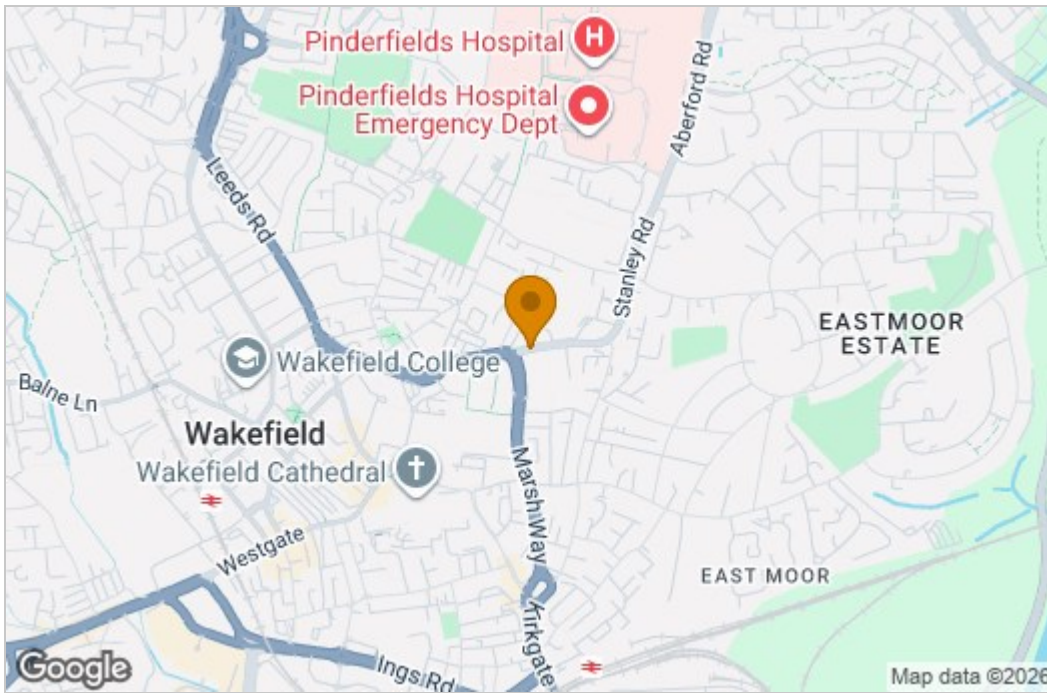 Pinderfields Hospital
H
Pinderfields Hospital
Emergency Dept
Aberford Rd
Leeds Rd
Stanley Rd
EASTMOOR
ESTATE
Wakefield College
Balne Ln
Wakefield
Wakefield Cathedral
Marsh Way
Westgate
EAST MOOR
Kirkgate
Ings Rd
Google
Map data ©2026